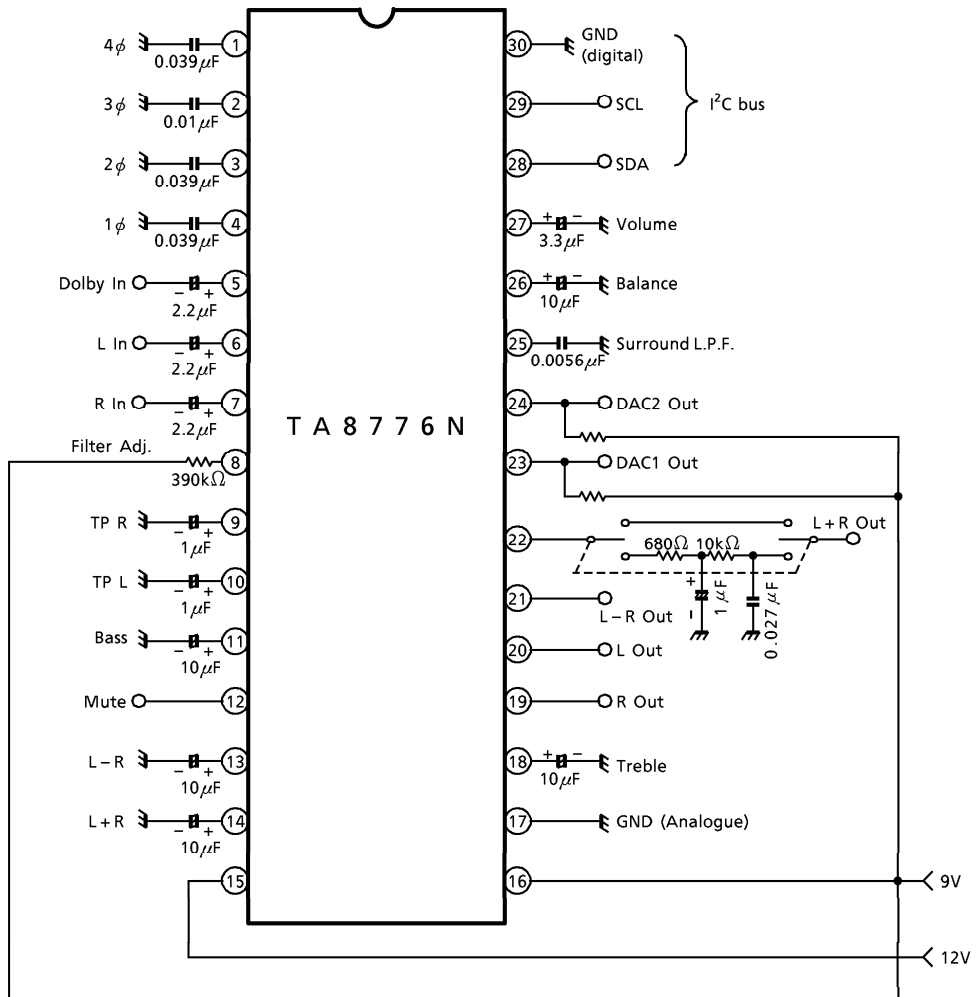 4ϕ
0.039μF
1
3ϕ
0.01μF
2
2ϕ
0.039μF
3
1ϕ
0.039μF
4
Dolby In
− +
2.2μF
5
L In
− +
2.2μF
6
R In
− +
2.2μF
7
Filter Adj.
390kΩ
8
TP R
− +
1μF
9
TP L
− +
1μF
10
Bass
− +
10μF
11
Mute
12
L−R
− +
10μF
13
L+R
− +
10μF
14
15
TA8776N
30
GND
(digital)
29
SCL
I²C bus
28
SDA
27
+ −
3.3μF
Volume
26
+ −
10μF
Balance
25
0.0056μF
Surround L.P.F.
24
DAC2 Out
23
DAC1 Out
22
680Ω 10kΩ
L+R Out
+
−
1μF
0.027μF
21
L−R Out
20
L Out
19
R Out
18
+ −
10μF
Treble
17
GND (Analogue)
16
9V
12V